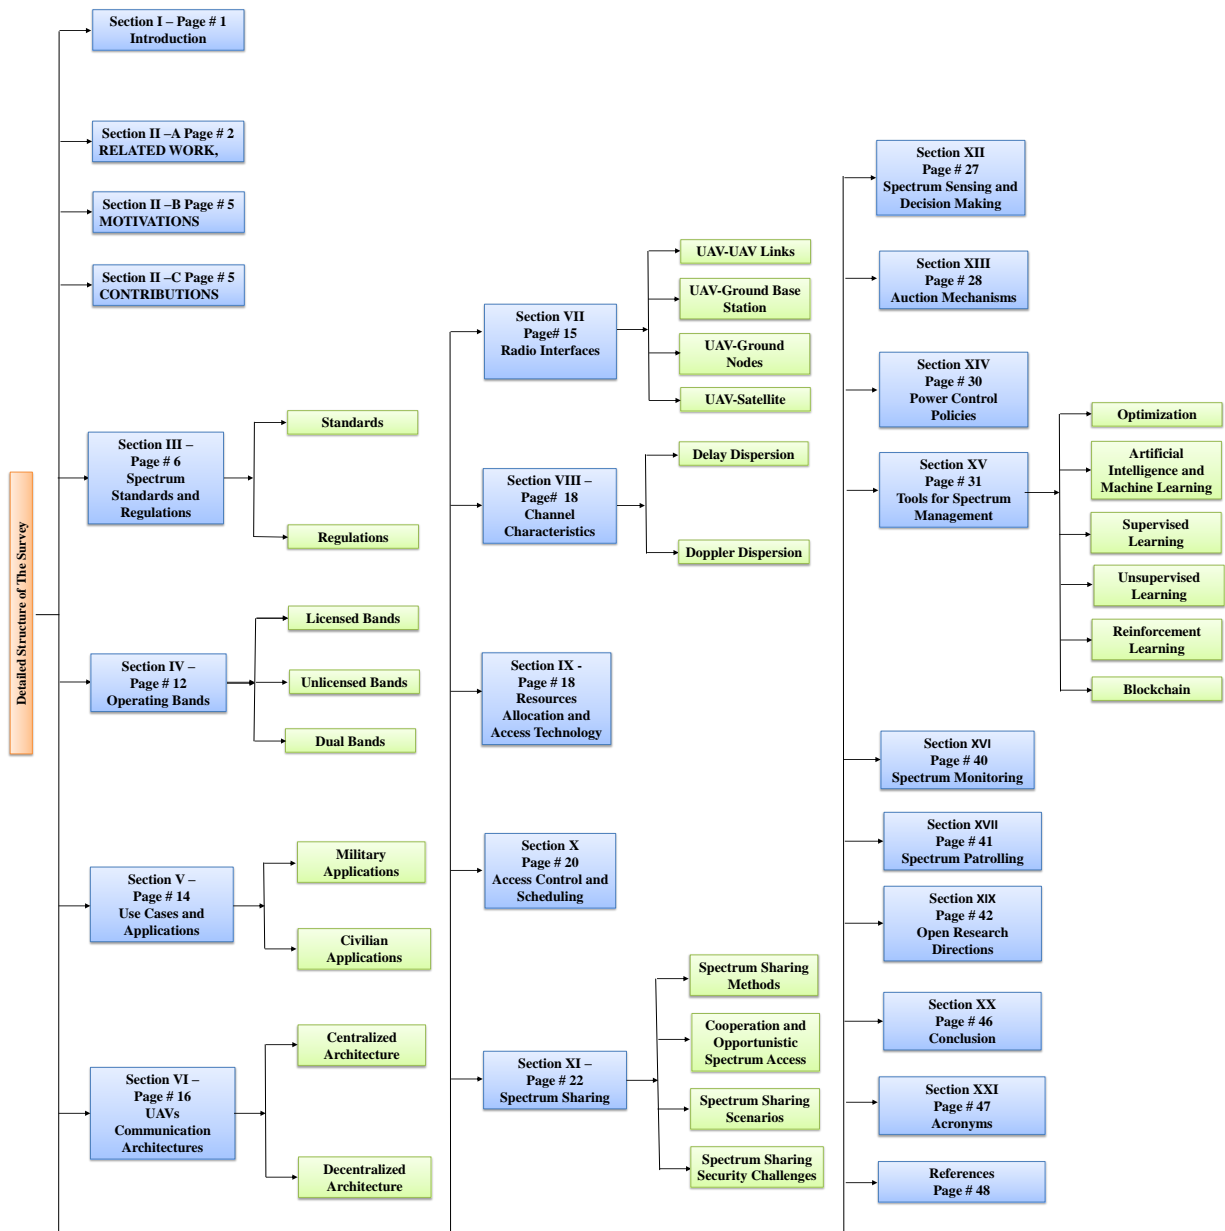 Detailed Structure of The Survey
Section I – Page # 1
Introduction
Section II –A Page # 2
RELATED WORK,
Section II –B Page # 5
MOTIVATIONS
Section II –C Page # 5
CONTRIBUTIONS
Section III –
Page # 6
Spectrum
Standards and
Regulations
Standards
Regulations
Section IV –
Page # 12
Operating Bands
Licensed Bands
Unlicensed Bands
Dual Bands
Section V –
Page # 14
Use Cases and
Applications
Military
Applications
Civilian
Applications
Section VI –
Page # 16
UAVs
Communication
Architectures
Centralized
Architecture
Decentralized
Architecture
Section VII
Page# 15
Radio Interfaces
UAV-UAV Links
UAV-Ground Base
Station
UAV-Ground
Nodes
UAV-Satellite
Section VIII –
Page# 18
Channel
Characteristics
Delay Dispersion
Doppler Dispersion
Section IX -
Page # 18
Resources
Allocation and
Access Technology
Section X
Page # 20
Access Control and
Scheduling
Section XI –
Page # 22
Spectrum Sharing
Spectrum Sharing
Methods
Cooperation and
Opportunistic
Spectrum Access
Spectrum Sharing
Scenarios
Spectrum Sharing
Security Challenges
Section XII
Page # 27
Spectrum Sensing and
Decision Making
Section XIII
Page # 28
Auction Mechanisms
Section XIV
Page # 30
Power Control
Policies
Section XV
Page # 31
Tools for Spectrum
Management
Optimization
Artificial
Intelligence and
Machine Learning
Supervised
Learning
Unsupervised
Learning
Reinforcement
Learning
Blockchain
Section XVI
Page # 40
Spectrum Monitoring
Section XVII
Page # 41
Spectrum Patrolling
Section XIX
Page # 42
Open Research
Directions
Section XX
Page # 46
Conclusion
Section XXI
Page # 47
Acronyms
References
Page # 48